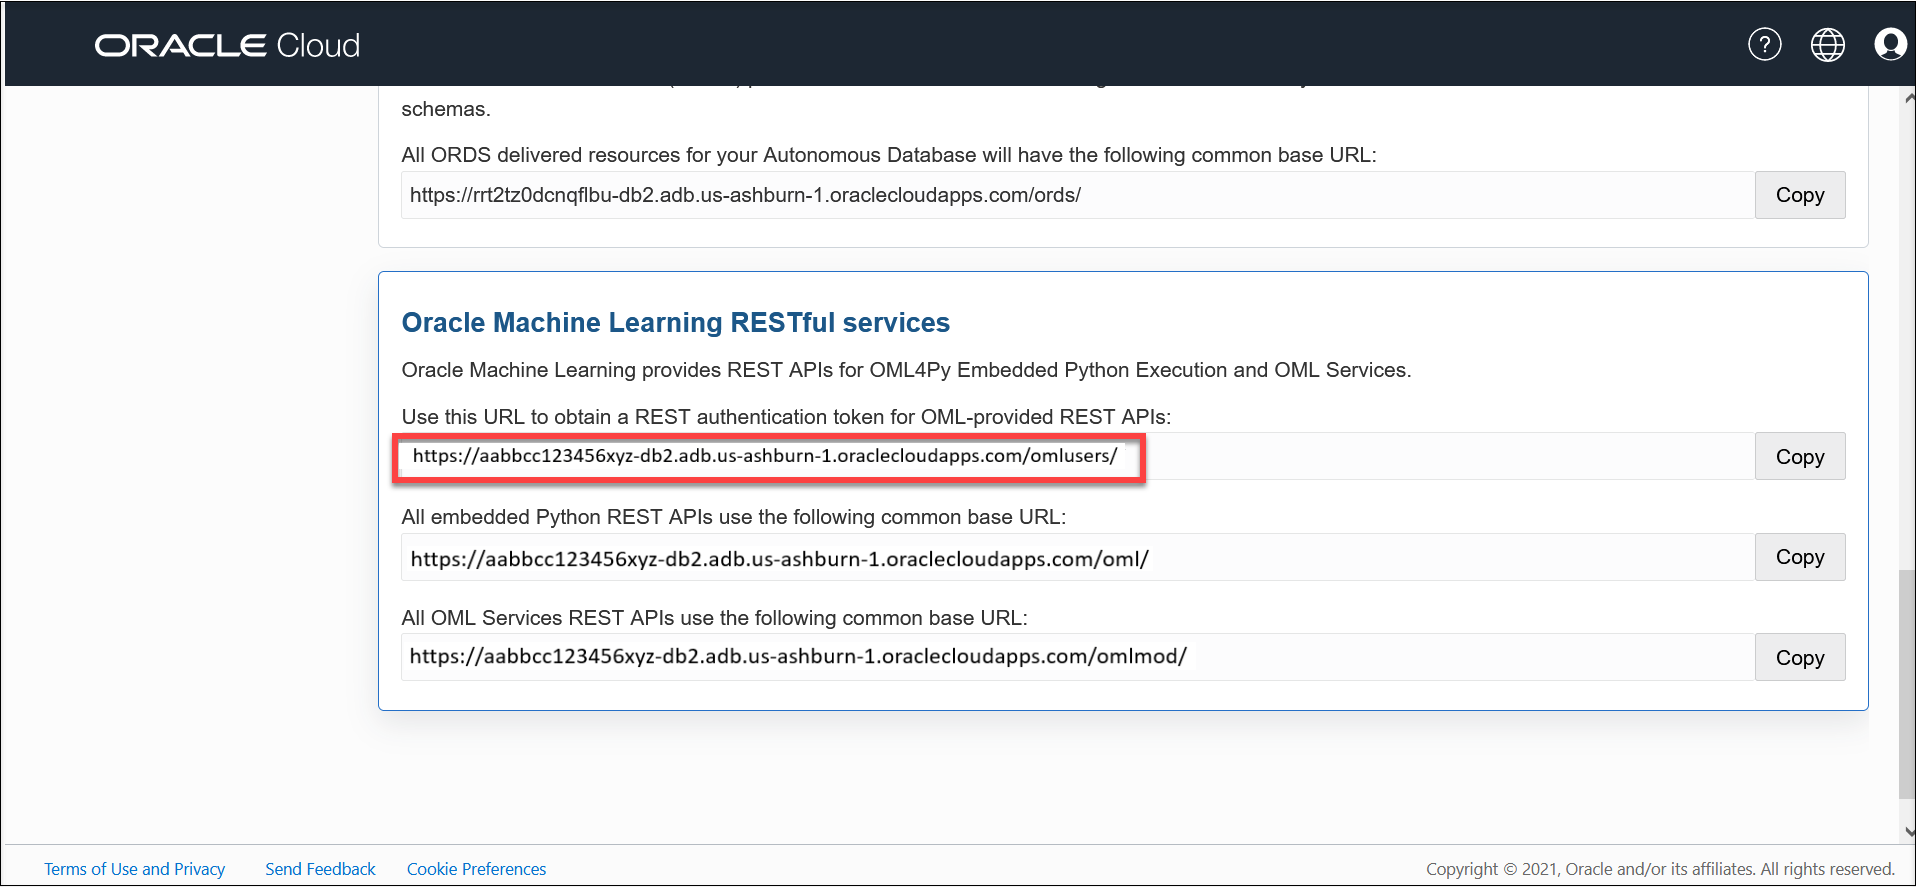 ORACLE Cloud
schemas.
All ORDS delivered resources for your Autonomous Database will have the following common base URL:
https://rrt2tz0dcnqflbu-db2.adb.us-ashburn-1.oraclecloudapps.com/ords/
Copy
Oracle Machine Learning RESTful services
Oracle Machine Learning provides REST APIs for OML4Py Embedded Python Execution and OML Services.
Use this URL to obtain a REST authentication token for OML-provided REST APIs:
https://aabbcc123456xyz-db2.adb.us-ashburn-1.oraclecloudapps.com/omlusers/
Copy
All embedded Python REST APIs use the following common base URL:
https://aabbcc123456xyz-db2.adb.us-ashburn-1.oraclecloudapps.com/oml/
Copy
All OML Services REST APIs use the following common base URL:
https://aabbcc123456xyz-db2.adb.us-ashburn-1.oraclecloudapps.com/omlmod/
Copy
Terms of Use and Privacy
Send Feedback
Cookie Preferences
Copyright © 2021, Oracle and/or its affiliates. All rights reserved.